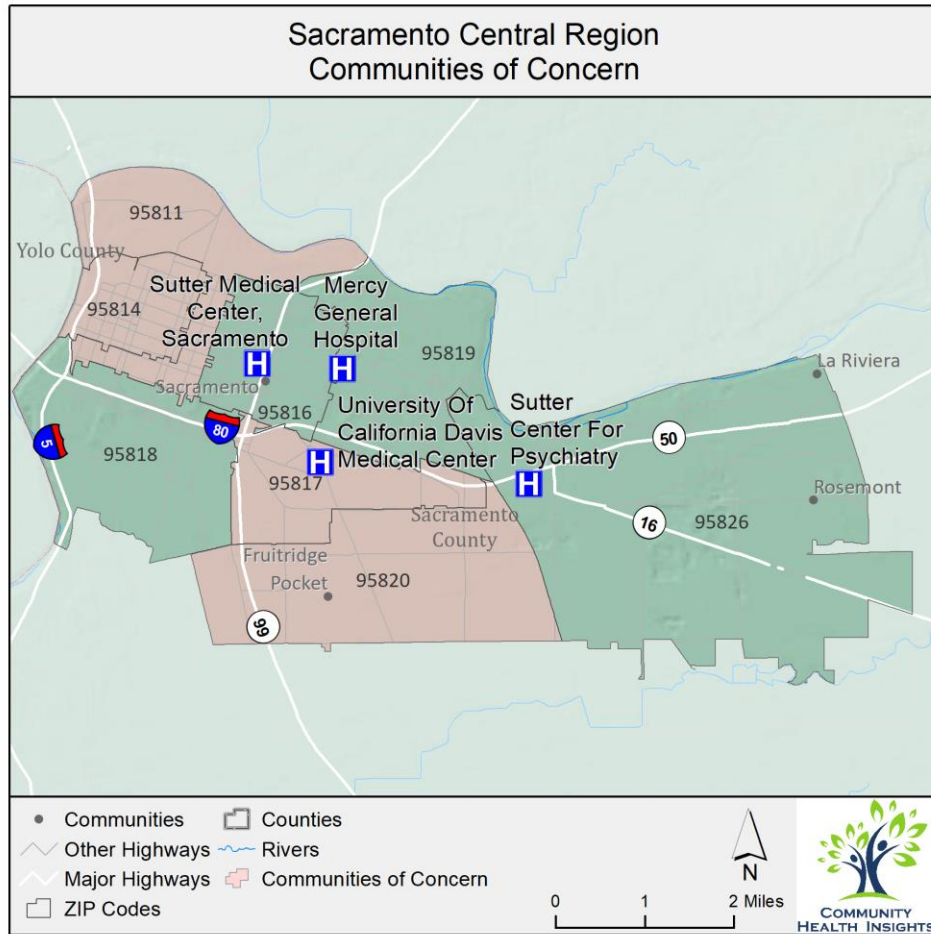 Sacramento Central Region
Communities of Concern
95811
Yolo County
95814
Sutter Medical
Center,
Sacramento
Mercy
General
Hospital
95819
La Riviera
H
H
Sacramento
95816
University Of
California Davis
Medical Center
Sutter
Center For
Psychiatry
50
80
5
95818
H
95817
H
Rosemont
Sacramento
County
16
95826
Fruitridge
Pocket
95820
99
Communities
Other Highways
Major Highways
ZIP Codes
Counties
Rivers
Communities of Concern
N
0 1 2 Miles
COMMUNITY
HEALTH INSIGHTS